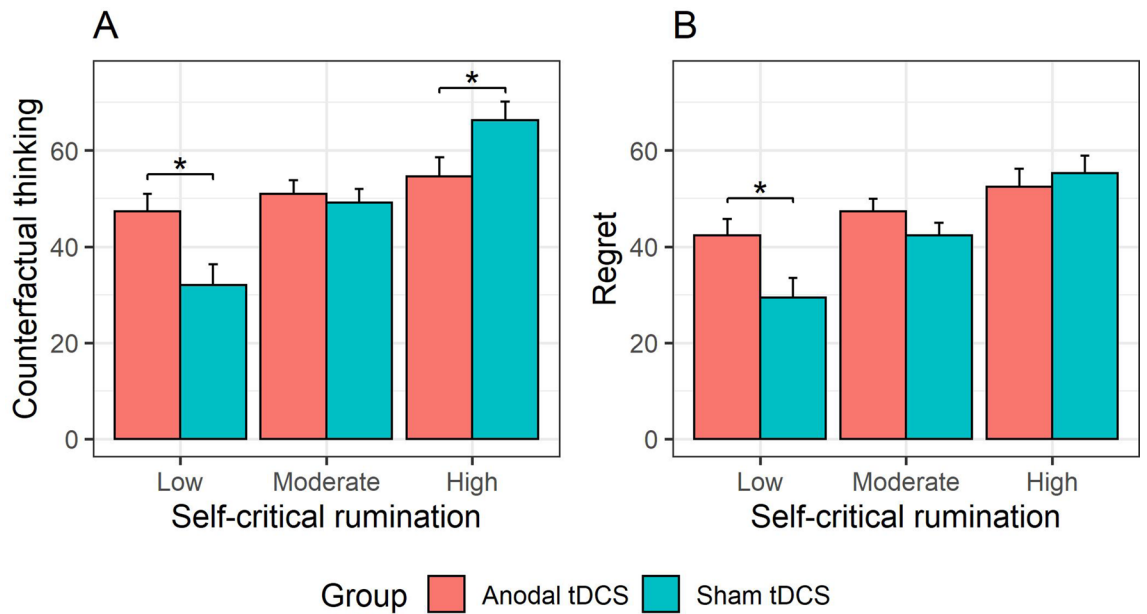 A
Counterfactual thinking
60
40
20
0
*
*
Low Moderate High
Self-critical rumination
B
Regret
60
40
20
0
*
Low Moderate High
Self-critical rumination
Group Anodal tDCS Sham tDCS